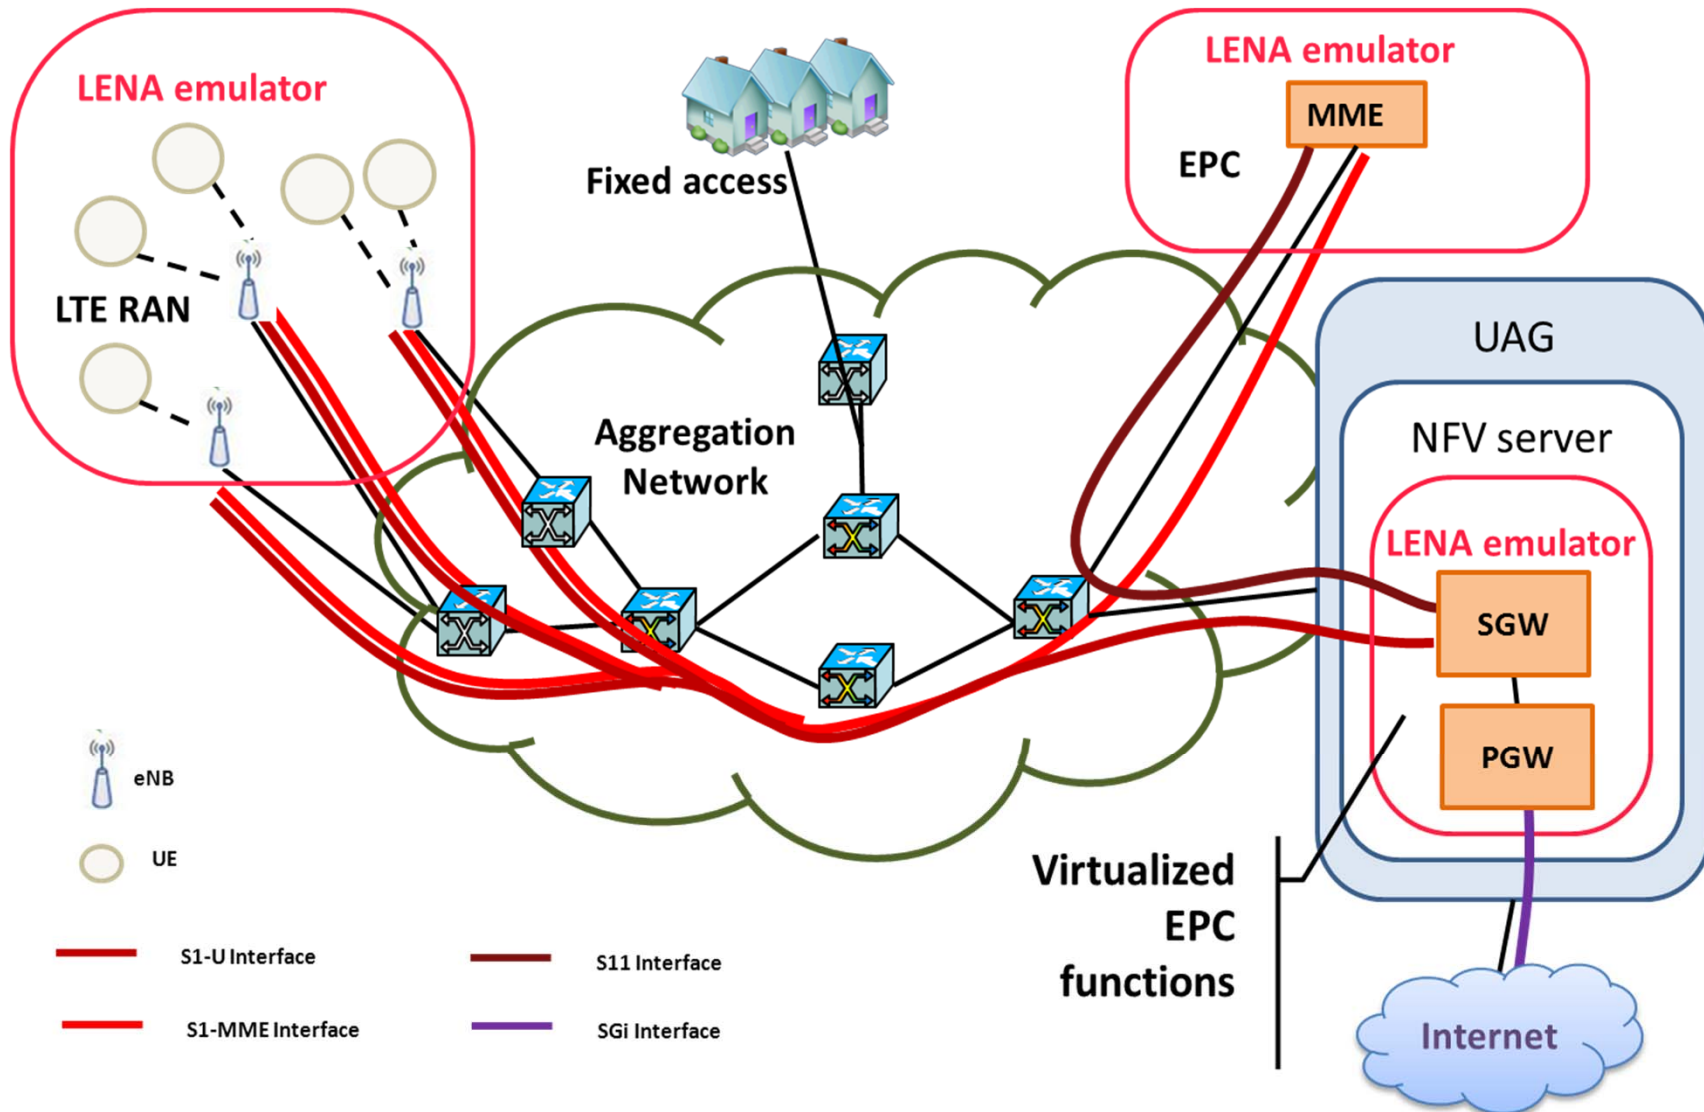 LENA emulator
LTE RAN
Fixed access
LENA emulator
MME
EPC
Aggregation
Network
UAG
NFV server
LENA emulator
SGW
PGW
Virtualized
EPC
functions
Internet
eNB
UE
S1-U Interface
S1-MME Interface
S11 Interface
SGi Interface